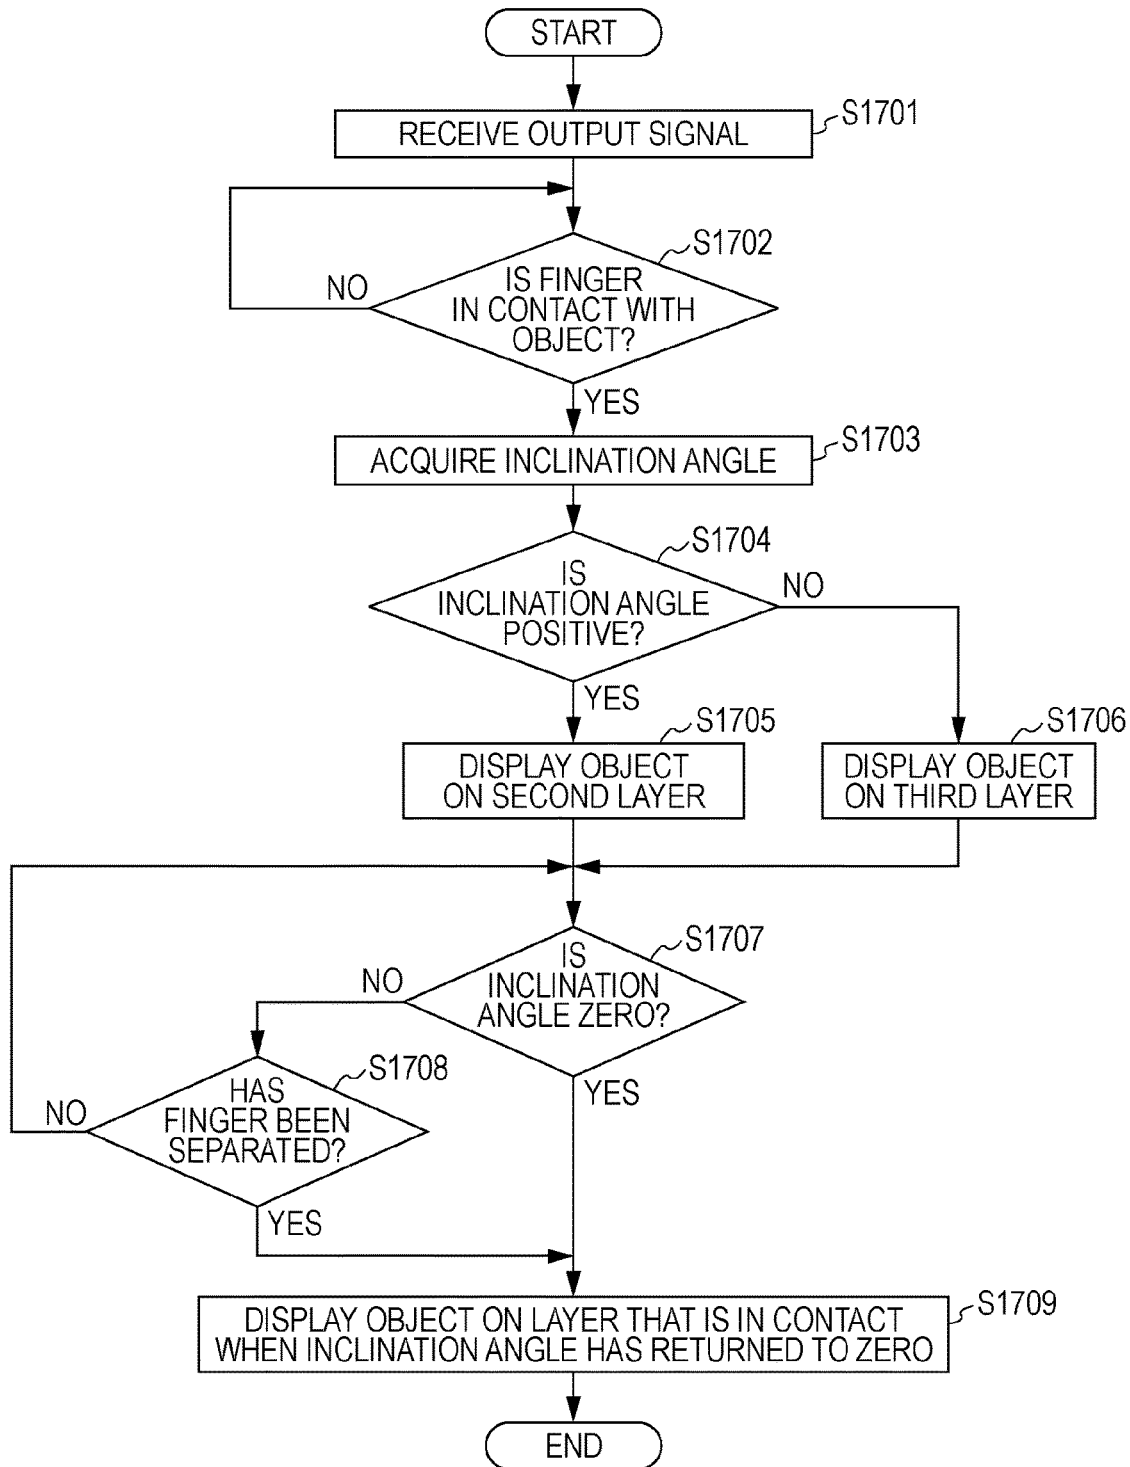 START
RECEIVE OUTPUT SIGNAL
S1701
S1702
IS FINGER
IN CONTACT WITH
OBJECT?
NO
YES
ACQUIRE INCLINATION ANGLE
S1703
S1704
IS
INCLINATION ANGLE
POSITIVE?
NO
YES
S1705
DISPLAY OBJECT
ON SECOND LAYER
S1706
DISPLAY OBJECT
ON THIRD LAYER
S1707
IS
INCLINATION
ANGLE ZERO?
NO
YES
S1708
HAS
FINGER BEEN
SEPARATED?
NO
YES
S1709
DISPLAY OBJECT ON LAYER THAT IS IN CONTACT
WHEN INCLINATION ANGLE HAS RETURNED TO ZERO
END